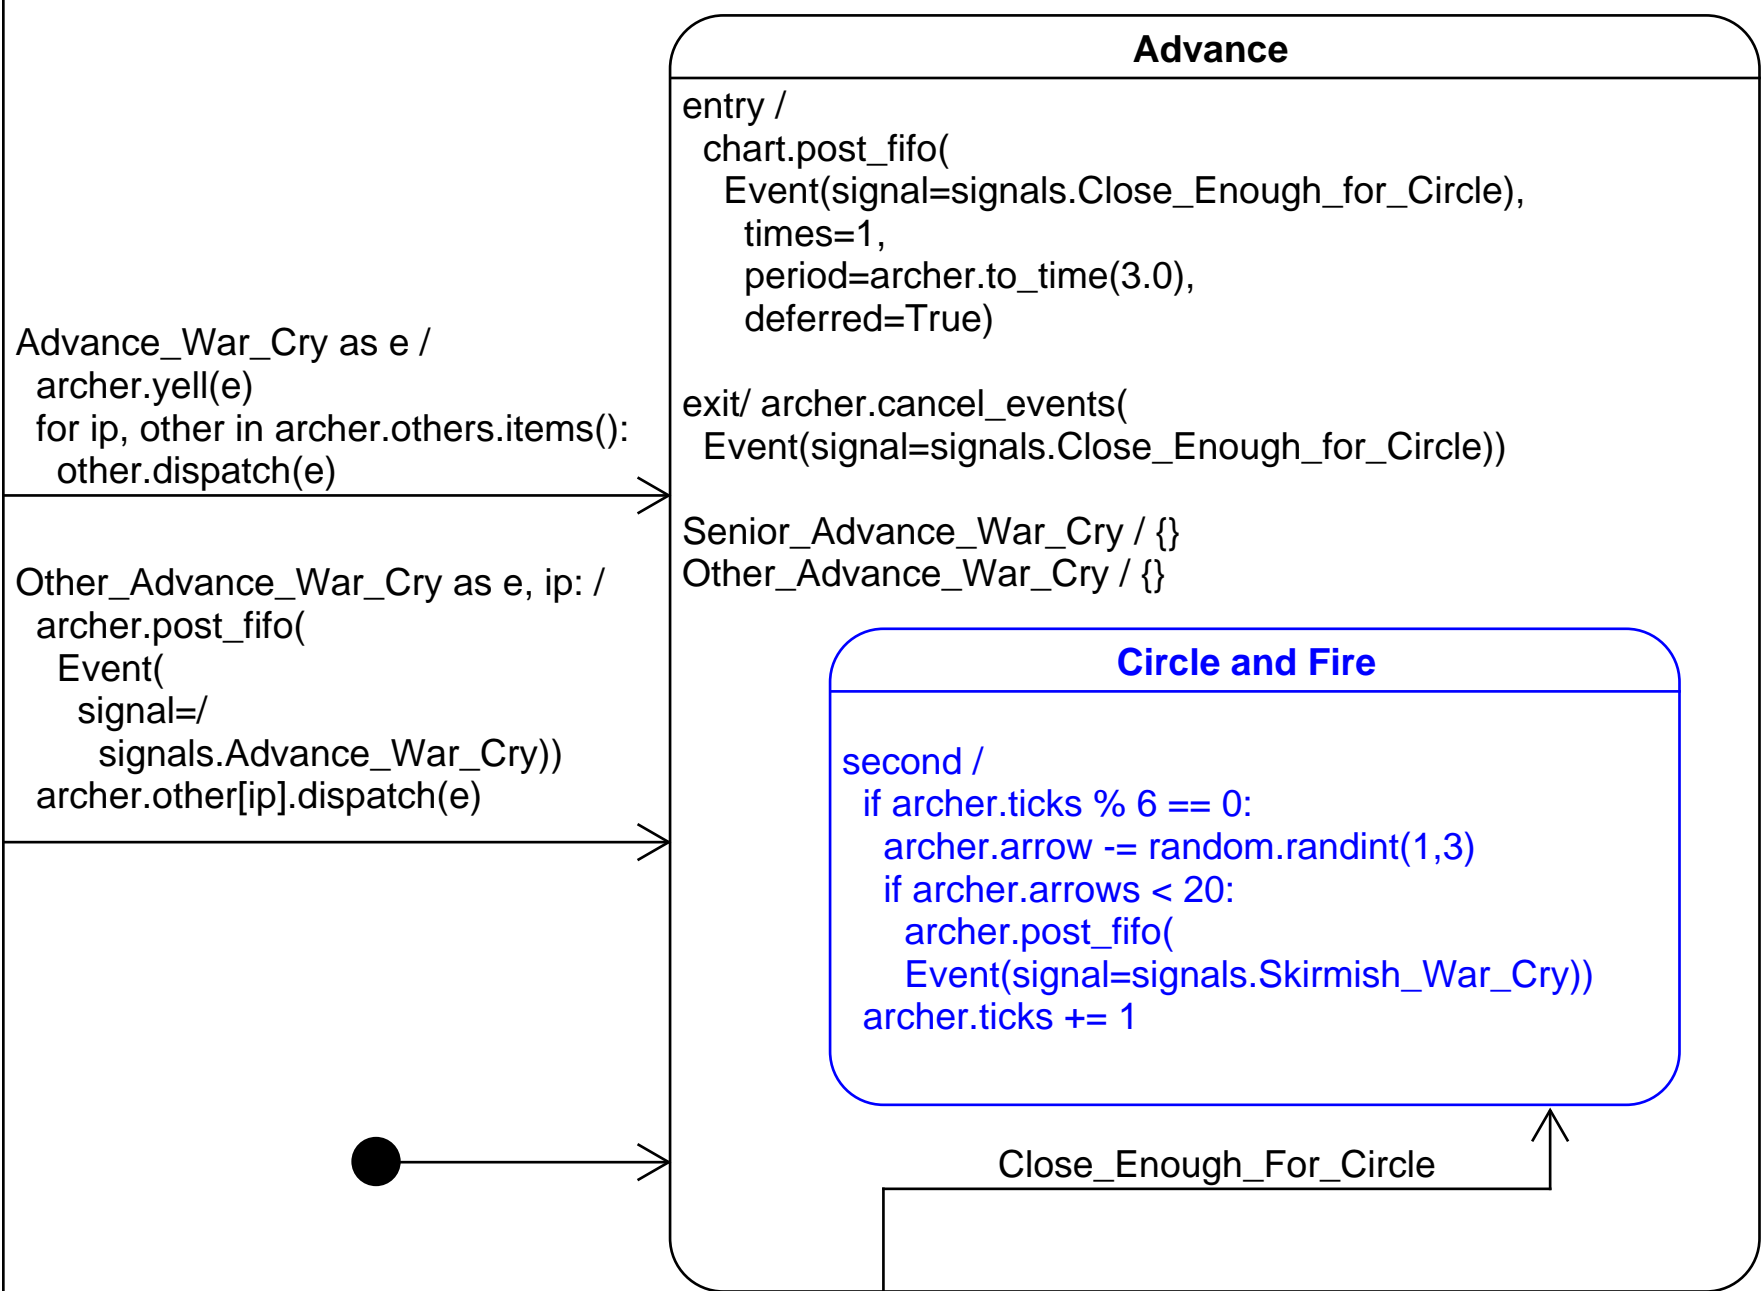 Advance
entry /
chart.post_fifo(
Event(signal=signals.Close_Enough_for_Circle),
times=1,
period=archer.to_time(3.0),
deferred=True)
exit/ archer.cancel_events(
Event(signal=signals.Close_Enough_for_Circle))
Senior_Advance_War_Cry / {}
Other_Advance_War_Cry / {}
Advance_War_Cry as e /
archer.yell(e)
for ip, other in archer.others.items():
other.dispatch(e)
Other_Advance_War_Cry as e, ip: /
archer.post_fifo(
Event(
signal=/
signals.Advance_War_Cry))
archer.other[ip].dispatch(e)
Circle and Fire
second /
if archer.ticks % 6 == 0:
archer.arrow -= random.randint(1,3)
if archer.arrows < 20:
archer.post_fifo(
Event(signal=signals.Skirmish_War_Cry))
archer.ticks += 1
Close_Enough_For_Circle